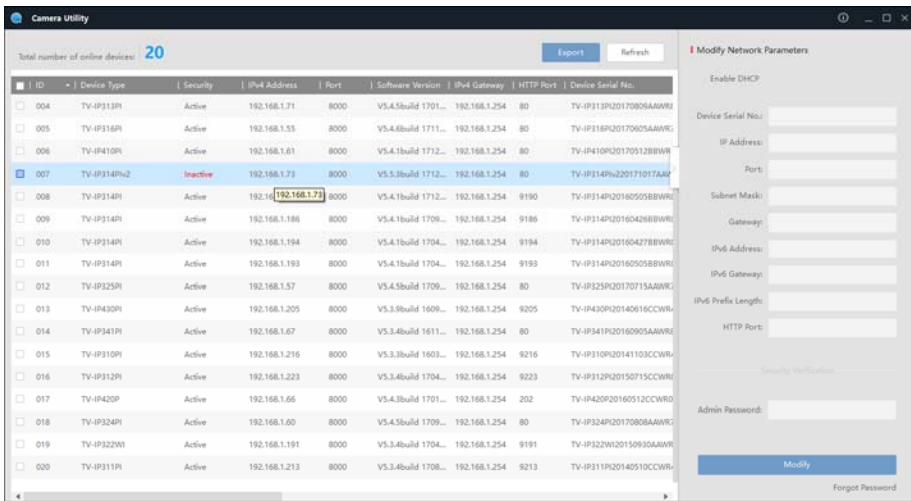 Camera Utility
Total number of online devices: 20
Export
Refresh
ID
Device Type
Security
IPv4 Address
Port
Software Version
IPv4 Gateway
HTTP Port
Device Serial No.
004 TV-IP313PI Active 192.168.1.71 8000 V5.4.5build 1701... 192.168.1.254 80
005 TV-IP316PI Active 192.168.1.55 8000 V5.4.6build 1711... 192.168.1.254 80
006 TV-IP410PI Active 192.168.1.61 8000 V5.4.1build 1712... 192.168.1.254 80
007 TV-IP314PIv2 Inactive 192.168.1.73 8000 V5.5.3build 1712... 192.168.1.254 80
192.168.1.73
008 TV-IP314PI Active 192.16 8000 V5.4.1build 1712... 192.168.1.254 9190
009 TV-IP314PI Active 192.168.1.186 8000 V5.4.1build 1709... 192.168.1.254 9186
010 TV-IP314PI Active 192.168.1.194 8000 V5.4.1build 1704... 192.168.1.254 9194
011 TV-IP314PI Active 192.168.1.193 8000 V5.4.1build 1704... 192.168.1.254 9193
012 TV-IP325PI Active 192.168.1.57 8000 V5.4.5build 1709... 192.168.1.254 80
013 TV-IP430PI Active 192.168.1.205 8000 V5.3.9build 1609... 192.168.1.254 9205
014 TV-IP341PI Active 192.168.1.67 8000 V5.3.4build 1611... 192.168.1.254 80
015 TV-IP310PI Active 192.168.1.216 8000 V5.3.3build 1603... 192.168.1.254 9216
016 TV-IP312PI Active 192.168.1.223 8000 V5.3.4build 1704... 192.168.1.254 9223
017 TV-IP420P Active 192.168.1.66 8000 V5.3.4build 1701... 192.168.1.254 202
018 TV-IP324PI Active 192.168.1.60 8000 V5.4.5build 1709... 192.168.1.254 80
019 TV-IP322WI Active 192.168.1.191 8000 V5.3.4build 1704... 192.168.1.254 9191
020 TV-IP311PI Active 192.168.1.213 8000 V5.3.4build 1708... 192.168.1.254 9213
Modify Network Parameters
Enable DHCP
Device Serial No.:
IP Address:
Port:
Subnet Mask:
Gateway:
IPv6 Address:
IPv6 Gateway:
IPv6 Prefix Length:
HTTP Port:
Security Verification
Admin Password:
Modify
Forgot Password